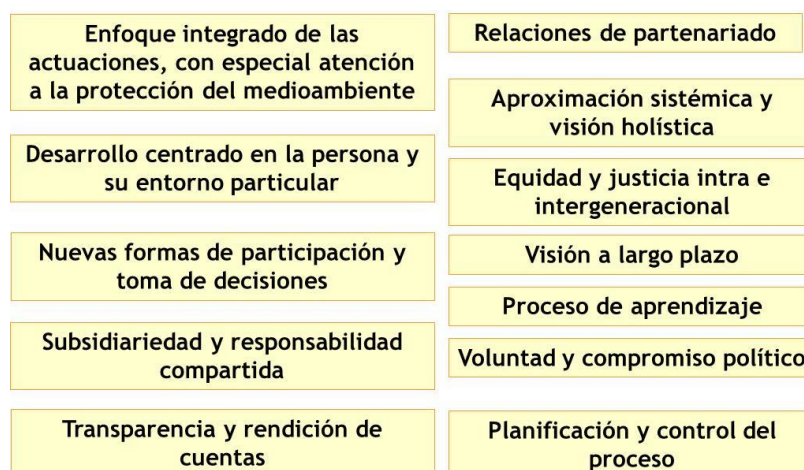 Enfoque integrado de las
actuaciones, con especial atención
a la protección del medioambiente
Desarrollo centrado en la persona y
su entorno particular
Nuevas formas de participación y
toma de decisiones
Subsidiariedad y responsabilidad
compartida
Transparencia y rendición de
cuentas
Relaciones de partenariado
Aproximación sistémica y
visión holística
Equidad y justicia intra e
intergeneracional
Visión a largo plazo
Proceso de aprendizaje
Voluntad y compromiso político
Planificación y control del
proceso